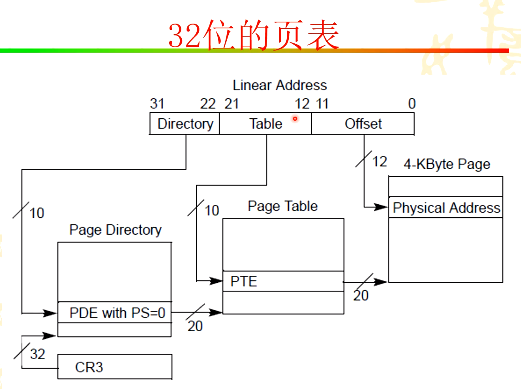 32位的页表
Linear Address
31 22 21 12 11 0
Directory Table Offset
12 4-KByte Page
10 10 Page Table Physical Address
Page Directory
PTE
20
PDE with PS=0 20
32
CR3